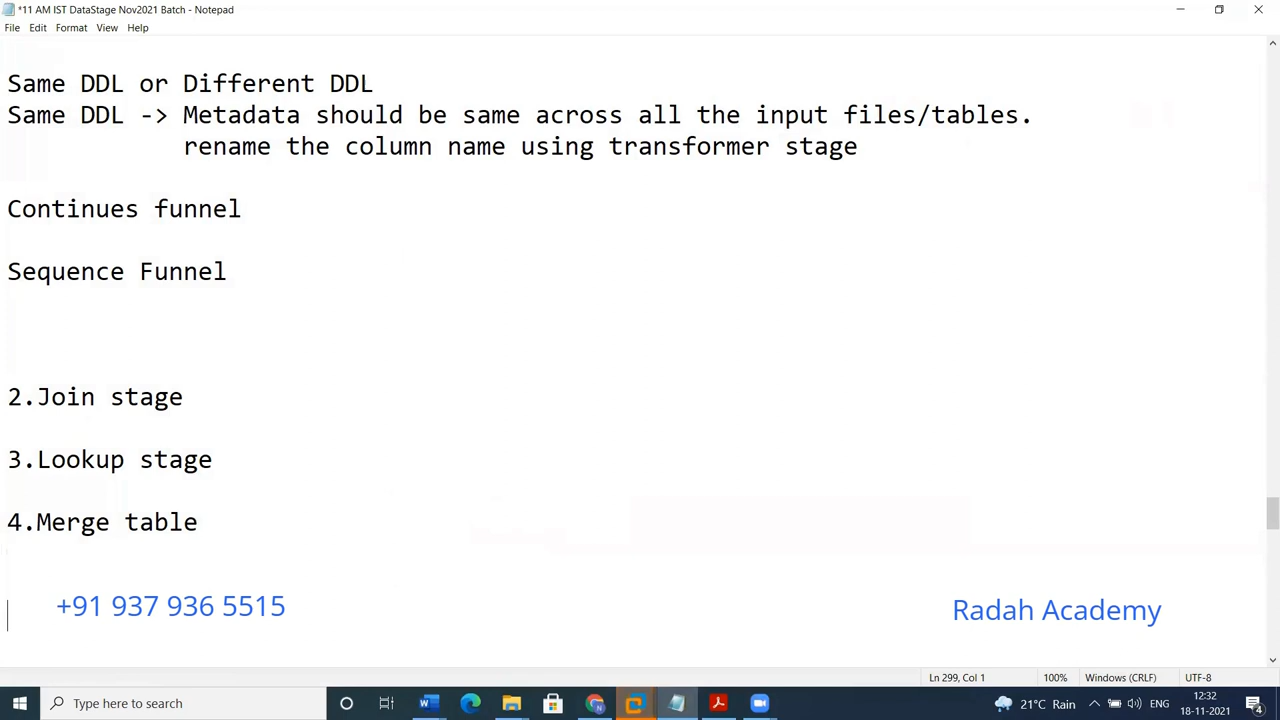 *11 AM IST DataStage Nov2021 Batch - Notepad
File Edit Format View Help
Same DDL or Different DDL
Same DDL -> Metadata should be same across all the input files/tables.
rename the column name using transformer stage
Continues funnel
Sequence Funnel
2.Join stage
3.Lookup stage
4.Merge table
+91 937 936 5515
Radah Academy
Ln 299, Col 1 100% Windows (CRLF) UTF-8
Type here to search
21°C Rain
ENG
12:32
18-11-2021
4